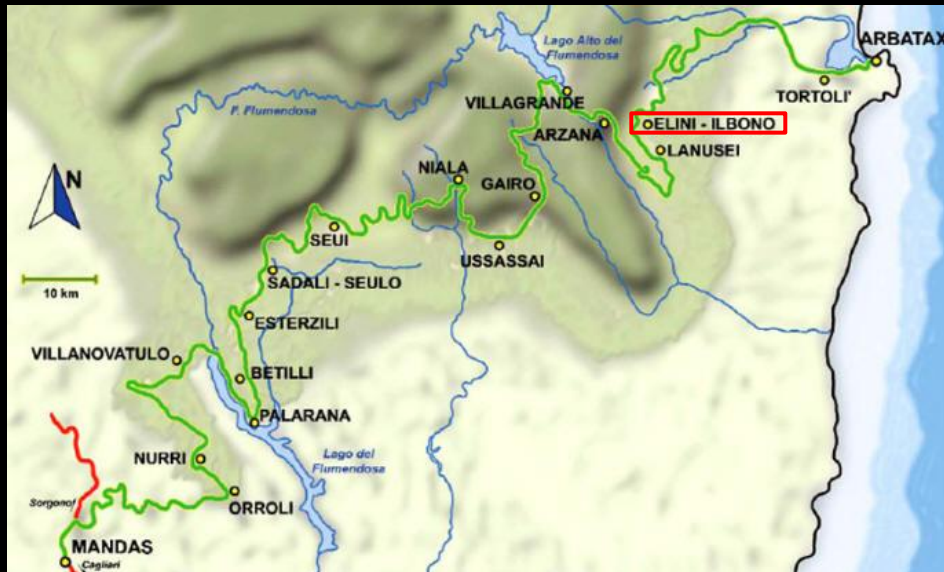 ARBATAX
Lago Alto del
Flumendosa
TORTOLI'
F. Flumendosa
VILLAGRANDE
ARZANA
ELINI - ILBONO
LANUSEI
NIALA
GAIRO
N
SEUI
USSASSAI
SADALI - SEULO
10 km
ESTERZILI
VILLANOVATULO
BETILLI
PALARANA
NURRI
Lago del
Flumendosa
Sorgono
ORROLI
MANDAS
Cagliari